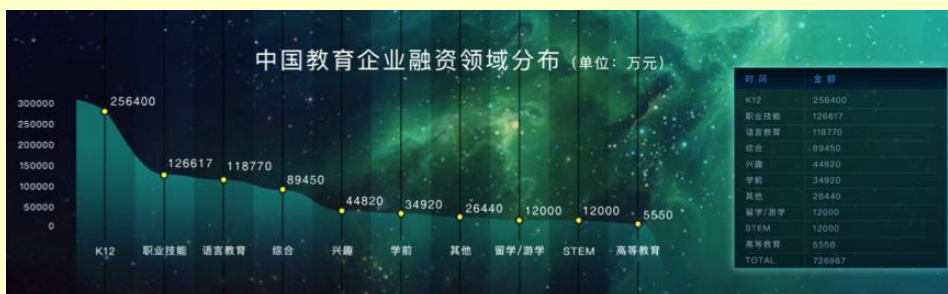 中国教育企业融资领域分布（单位：万元）
300000
250000
200000
150000
100000
50000
0
256400
126617
118770
89450
44820
34920
26440
12000
12000
5550
K12 职业技能 语言教育 综合 兴趣 学前 其他 留学/游学 STEM 高等教育
时间 金额
K12 256400
职业技能 126617
语言教育 118770
综合 89450
兴趣 44820
学前 34920
其他 26440
留学/游学 12000
STEM 12000
高等教育 5550
TOTAL 726967